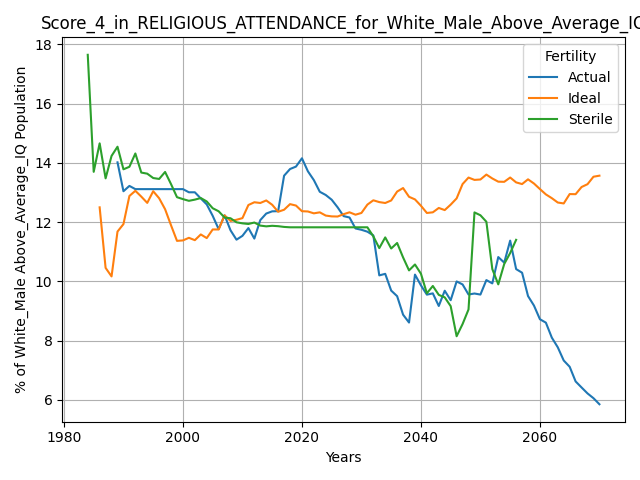 Score_4_in_RELIGIOUS_ATTENDANCE_for_White_Male_Above_Average_IQ
18
16
14
12
10
8
6
% of White_Male Above_Average_IQ Population
Fertility
Actual
Ideal
Sterile
1980
2000
2020
2040
2060
Years